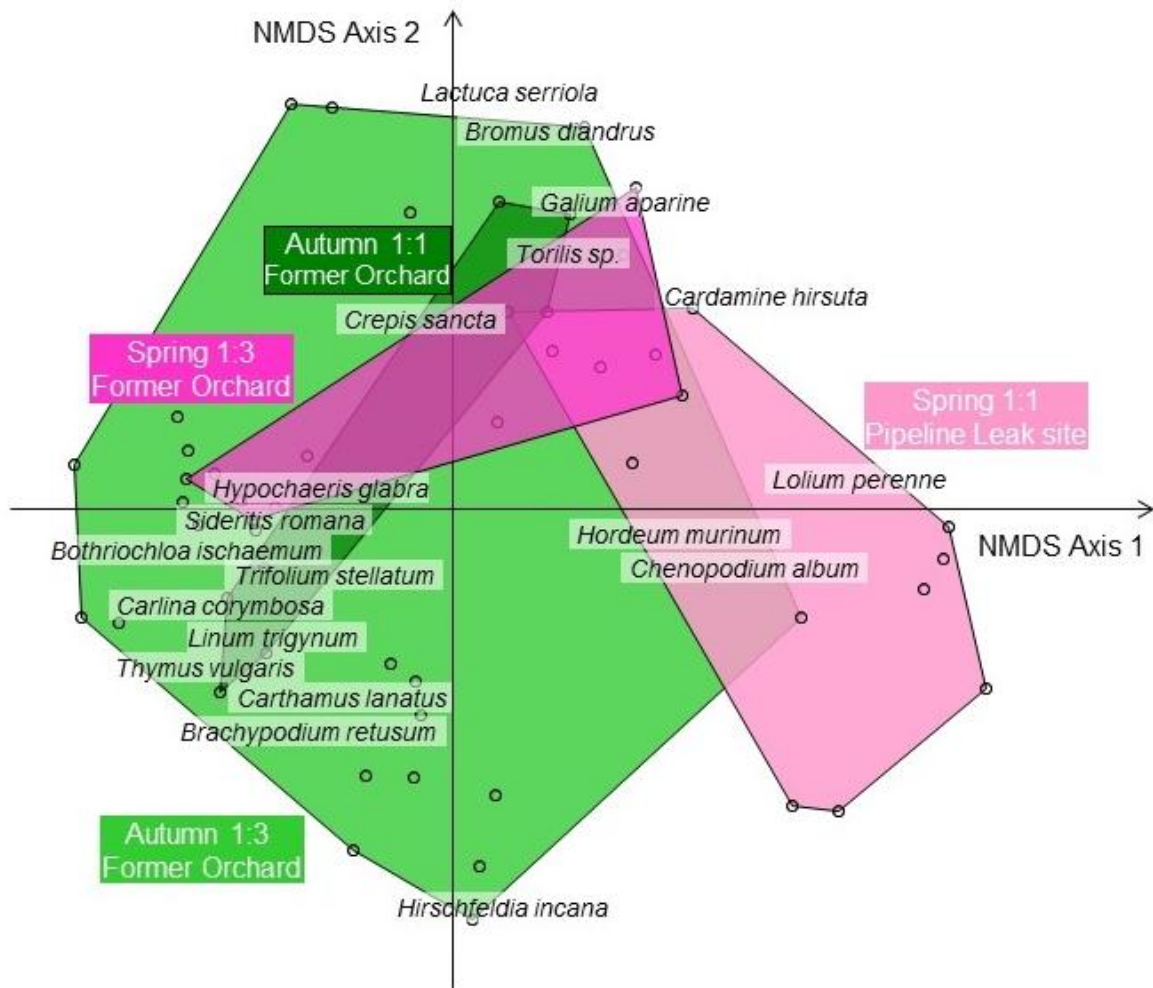 NMDS Axis 2
Lactuca serriola
Bromus diandrus
Galium aparine
Autumn 1:1
Former Orchard
Torilis sp.
Cardamine hirsuta
Crepis sancta
Spring 1:3
Former Orchard
Spring 1:1
Pipeline Leak site
Lolium perenne
Hypochaeris glabra
Sideritis romana
Hordeum murinum
NMDS Axis 1
Bothriochloa ischaemum
Trifolium stellatum
Chenopodium album
Carlina corymbosa
Linum trigynum
Thymus vulgaris
Carthamus lanatus
Brachypodium retusum
Autumn 1:3
Former Orchard
Hirschfeldia incana